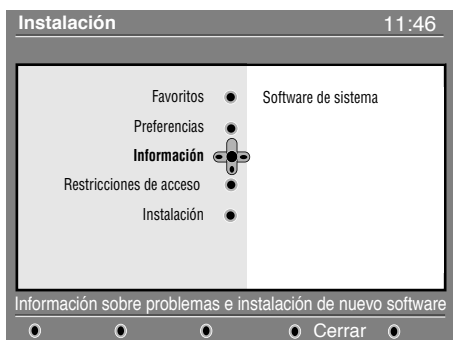 Instalación 11:46
Favoritos Software de sistema
Preferencias
Información
Restricciones de acceso
Instalación
Información sobre problemas e instalación de nuevo software
Cerrar